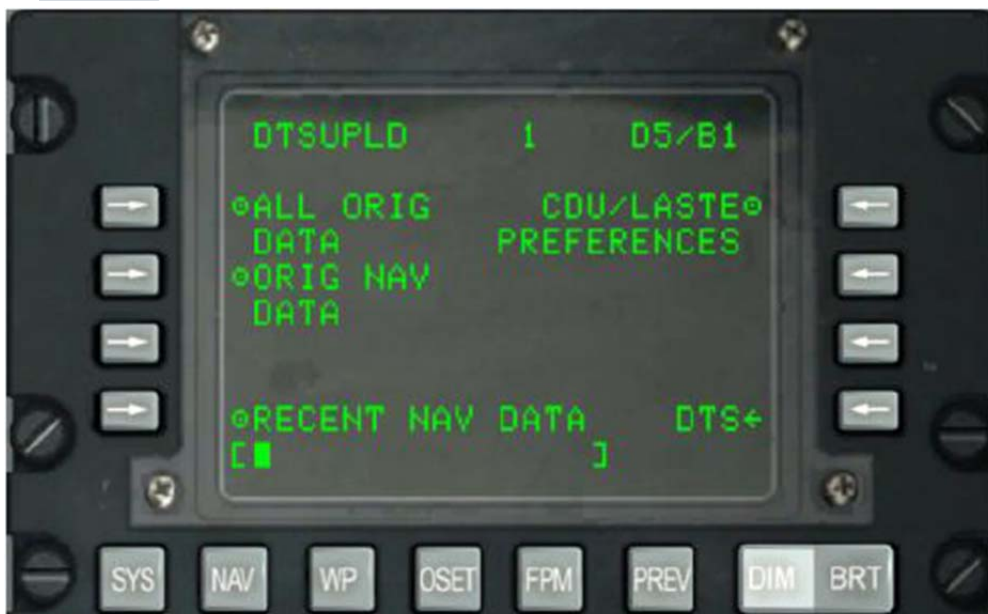 DTSUPLD 1 D5/B1
⊙ALL ORIG CDU/LASTE⊙
DATA PREFERENCES
⊙ORIG NAV
DATA
⊙RECENT NAV DATA DTS←
[█ ]
SYS NAV WP OSET FPM PREV DIM BRT